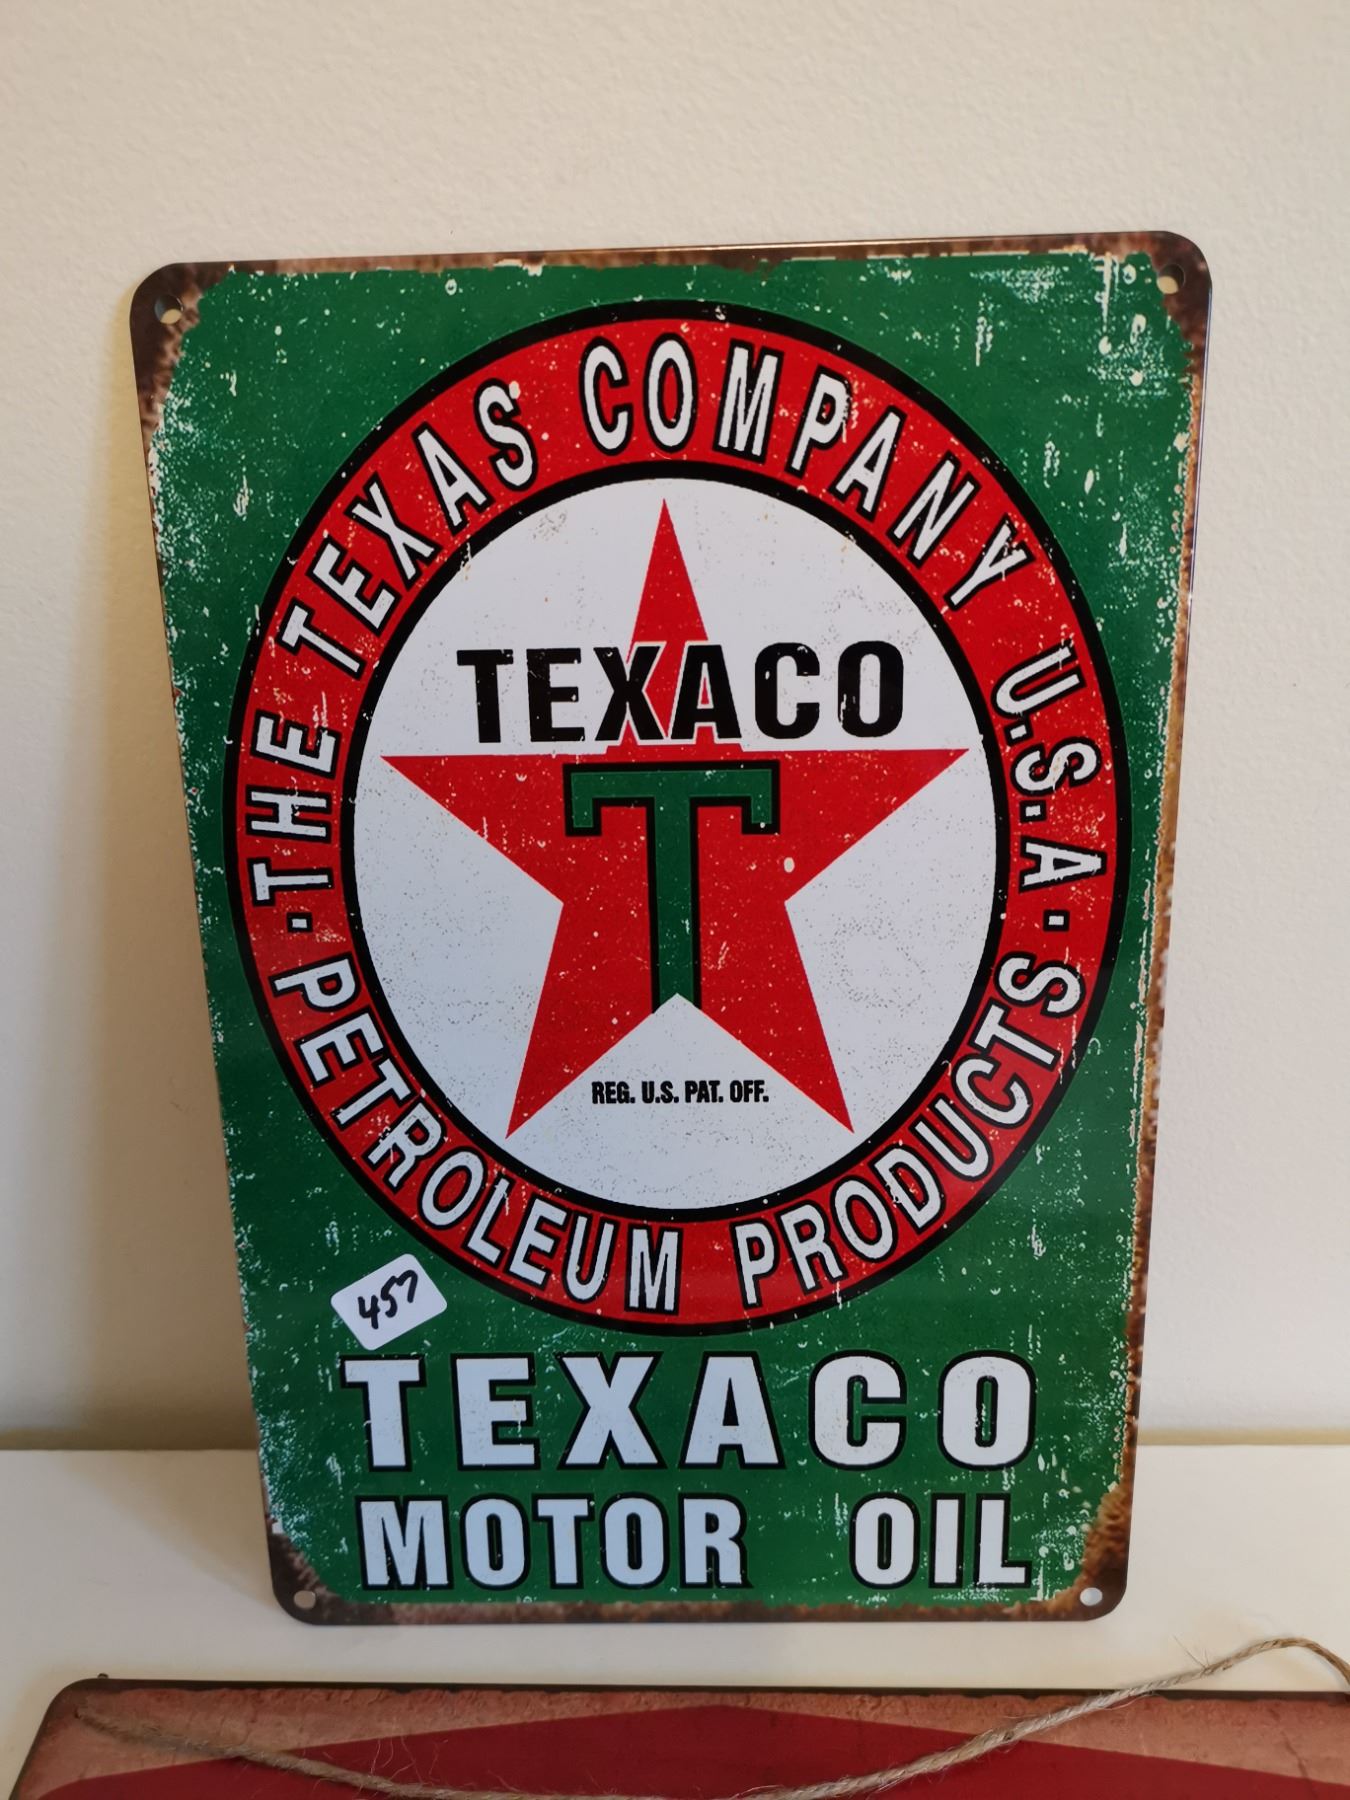 ·THE TEXAS COMPANY U.S.A·
TEXACO
T
REG. U.S. PAT. OFF.
PETROLEUM PRODUCTS
457
TEXACO
MOTOR OIL